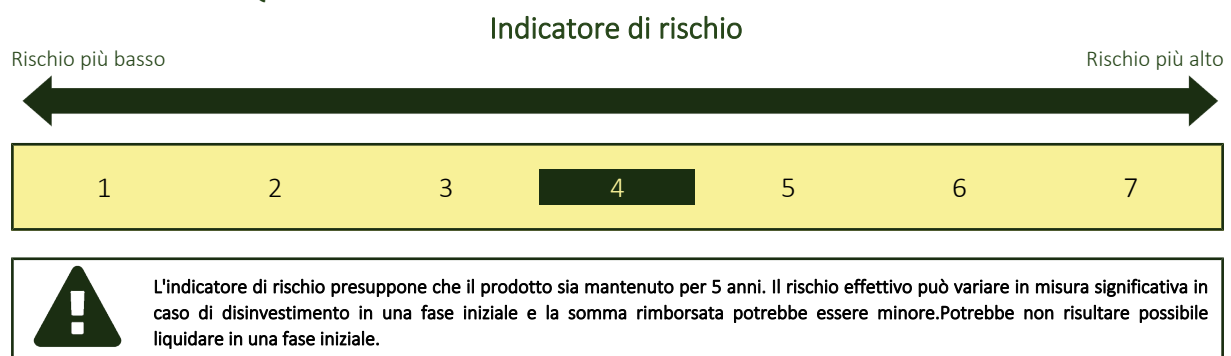 Indicatore di rischio
Rischio più basso Rischio più alto
1 2 3 4 5 6 7
L'indicatore di rischio presuppone che il prodotto sia mantenuto per 5 anni. Il rischio effettivo può variare in misura significativa in
caso di disinvestimento in una fase iniziale e la somma rimborsata potrebbe essere minore.Potrebbe non risultare possibile
liquidare in una fase iniziale.